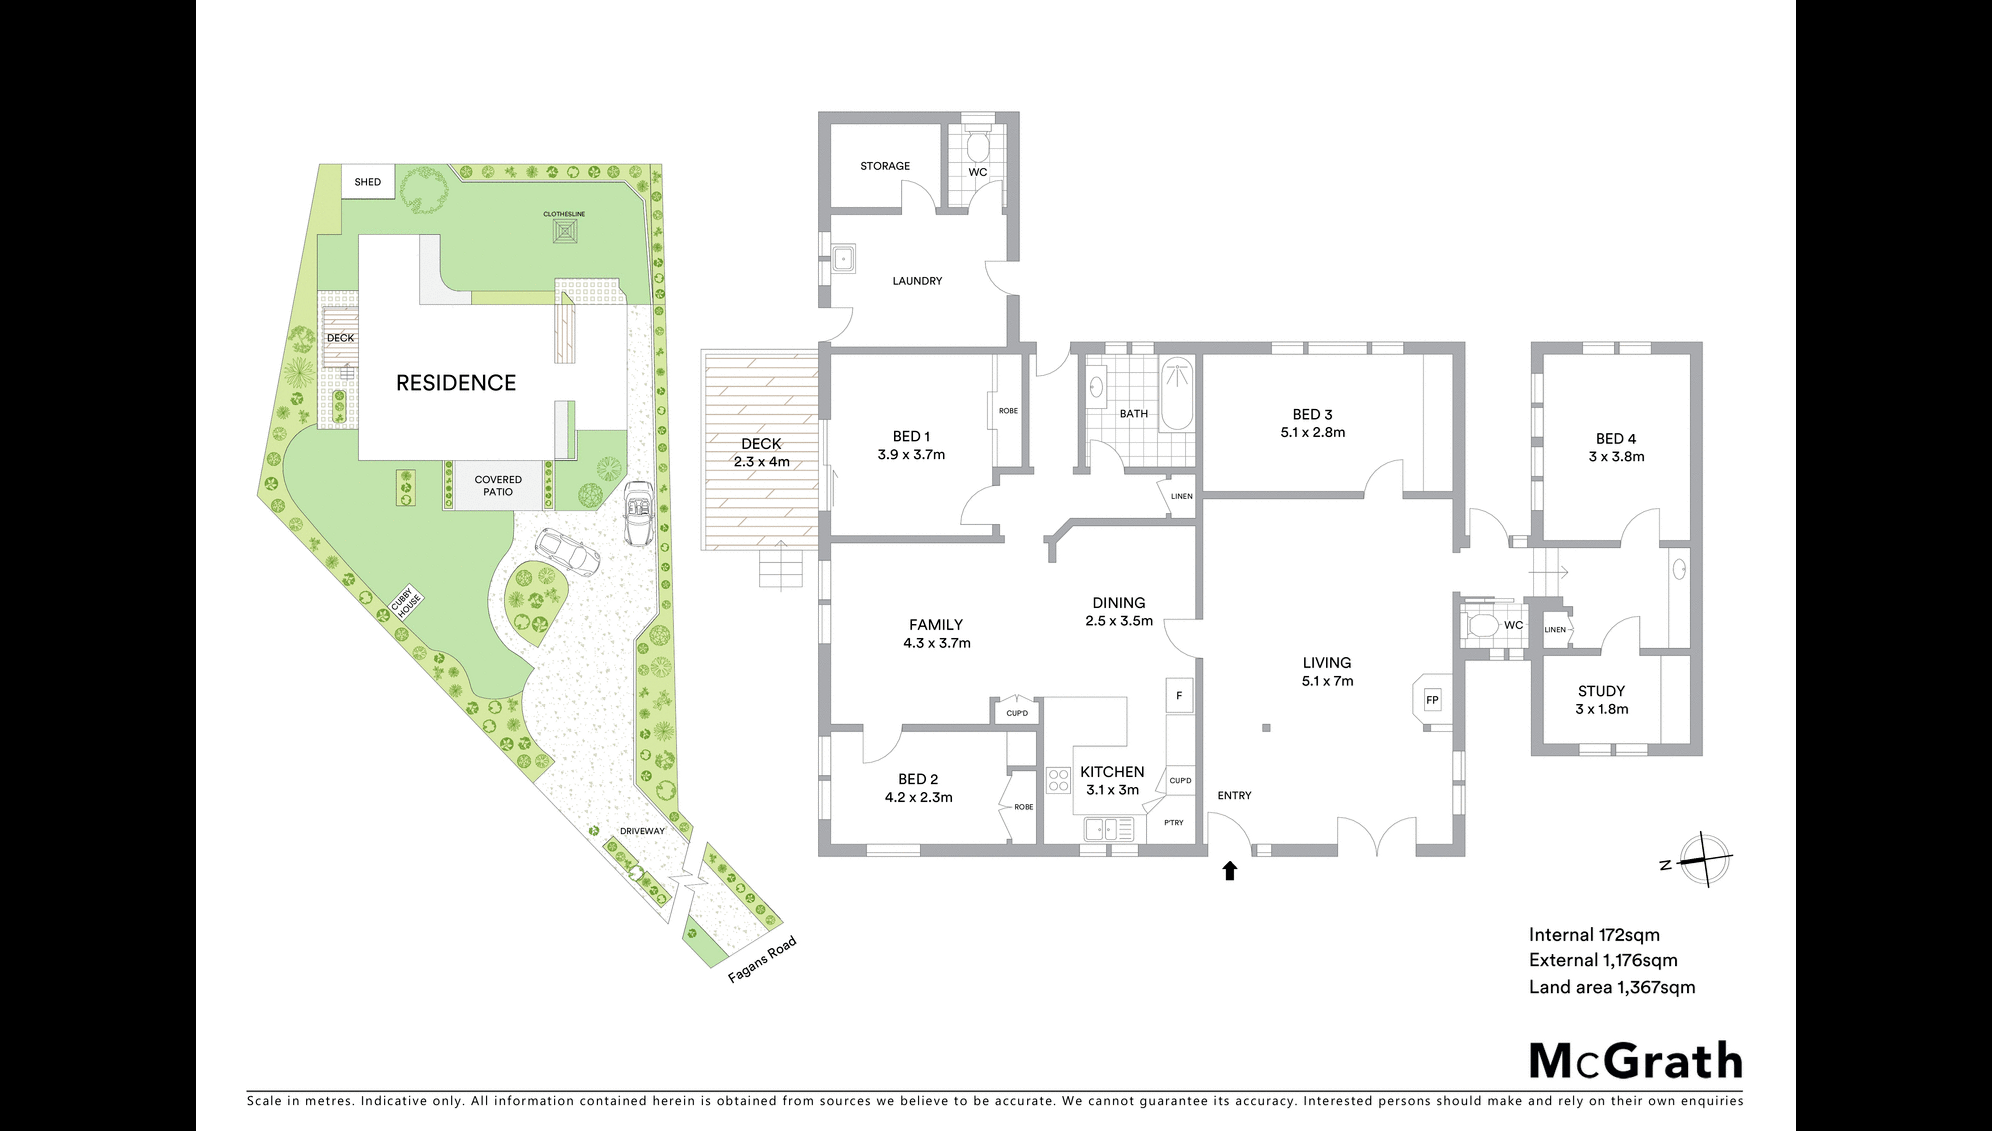 SHED
CLOTHESLINE
DECK
RESIDENCE
COVERED
PATIO
CUBBY
HOUSE
DRIVEWAY
Fagans Road
STORAGE
WC
LAUNDRY
DECK
2.3 x 4m
BED 1
3.9 x 3.7m
ROBE
BATH
LINEN
BED 3
5.1 x 2.8m
BED 4
3 x 3.8m
FAMILY
4.3 x 3.7m
DINING
2.5 x 3.5m
LIVING
5.1 x 7m
WC
LINEN
STUDY
3 x 1.8m
F
FP
CUP'D
BED 2
4.2 x 2.3m
ROBE
KITCHEN
3.1 x 3m
CUP'D
P'TRY
ENTRY
N
Internal 172sqm
External 1,176sqm
Land area 1,367sqm
McGrath
Scale in metres. Indicative only. All information contained herein is obtained from sources we believe to be accurate. We cannot guarantee its accuracy. Interested persons should make and rely on their own enquiries